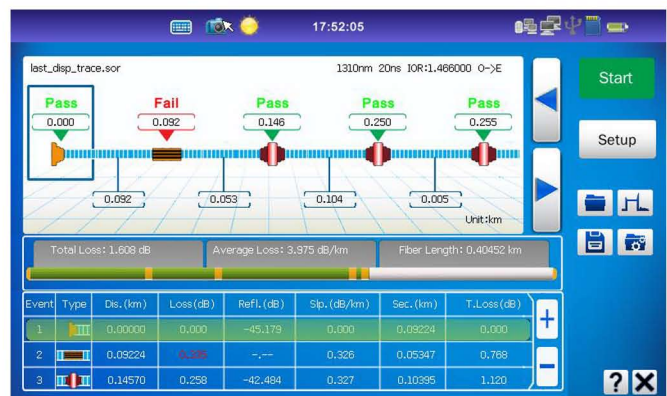 17:52:05
last_disp_trace.sor 1310nm 20ns IOR:1.466000 O->E
Pass Fail Pass Pass Pass
0.000 0.092 0.146 0.250 0.255
0.092 0.053 0.104 0.005
Unit:km
Start
Setup
Total Loss: 1.608 dB Average Loss: 3.975 dB/km Fiber Length: 0.40452 km
Event Type Dis.(km) Loss(dB) Refl.(dB) Slp.(dB/km) Sec.(km) T.Loss(dB)
1 0.00000 0.000 -45.179 0.000 0.09224 0.000
2 0.09224 -.-- 0.326 0.05347 0.768
3 0.14570 0.258 -42.484 0.327 0.10395 1.120
+
-
? X